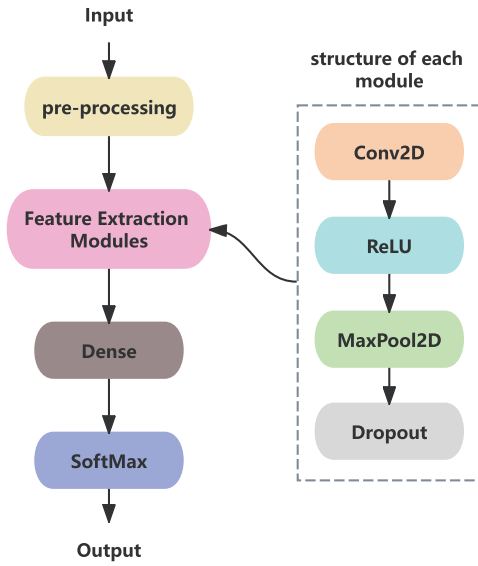 Input
pre-processing
Feature Extraction
Modules
Dense
SoftMax
Output
structure of each
module
Conv2D
ReLU
MaxPool2D
Dropout